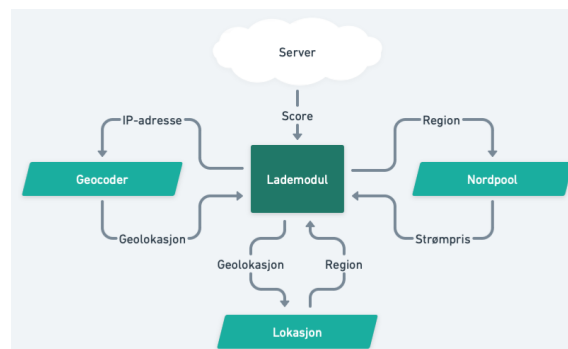 Server
Score
IP-adresse
Region
Geocoder
Lademodul
Nordpool
Geolokasjon
Strømpris
Geolokasjon
Region
Lokasjon